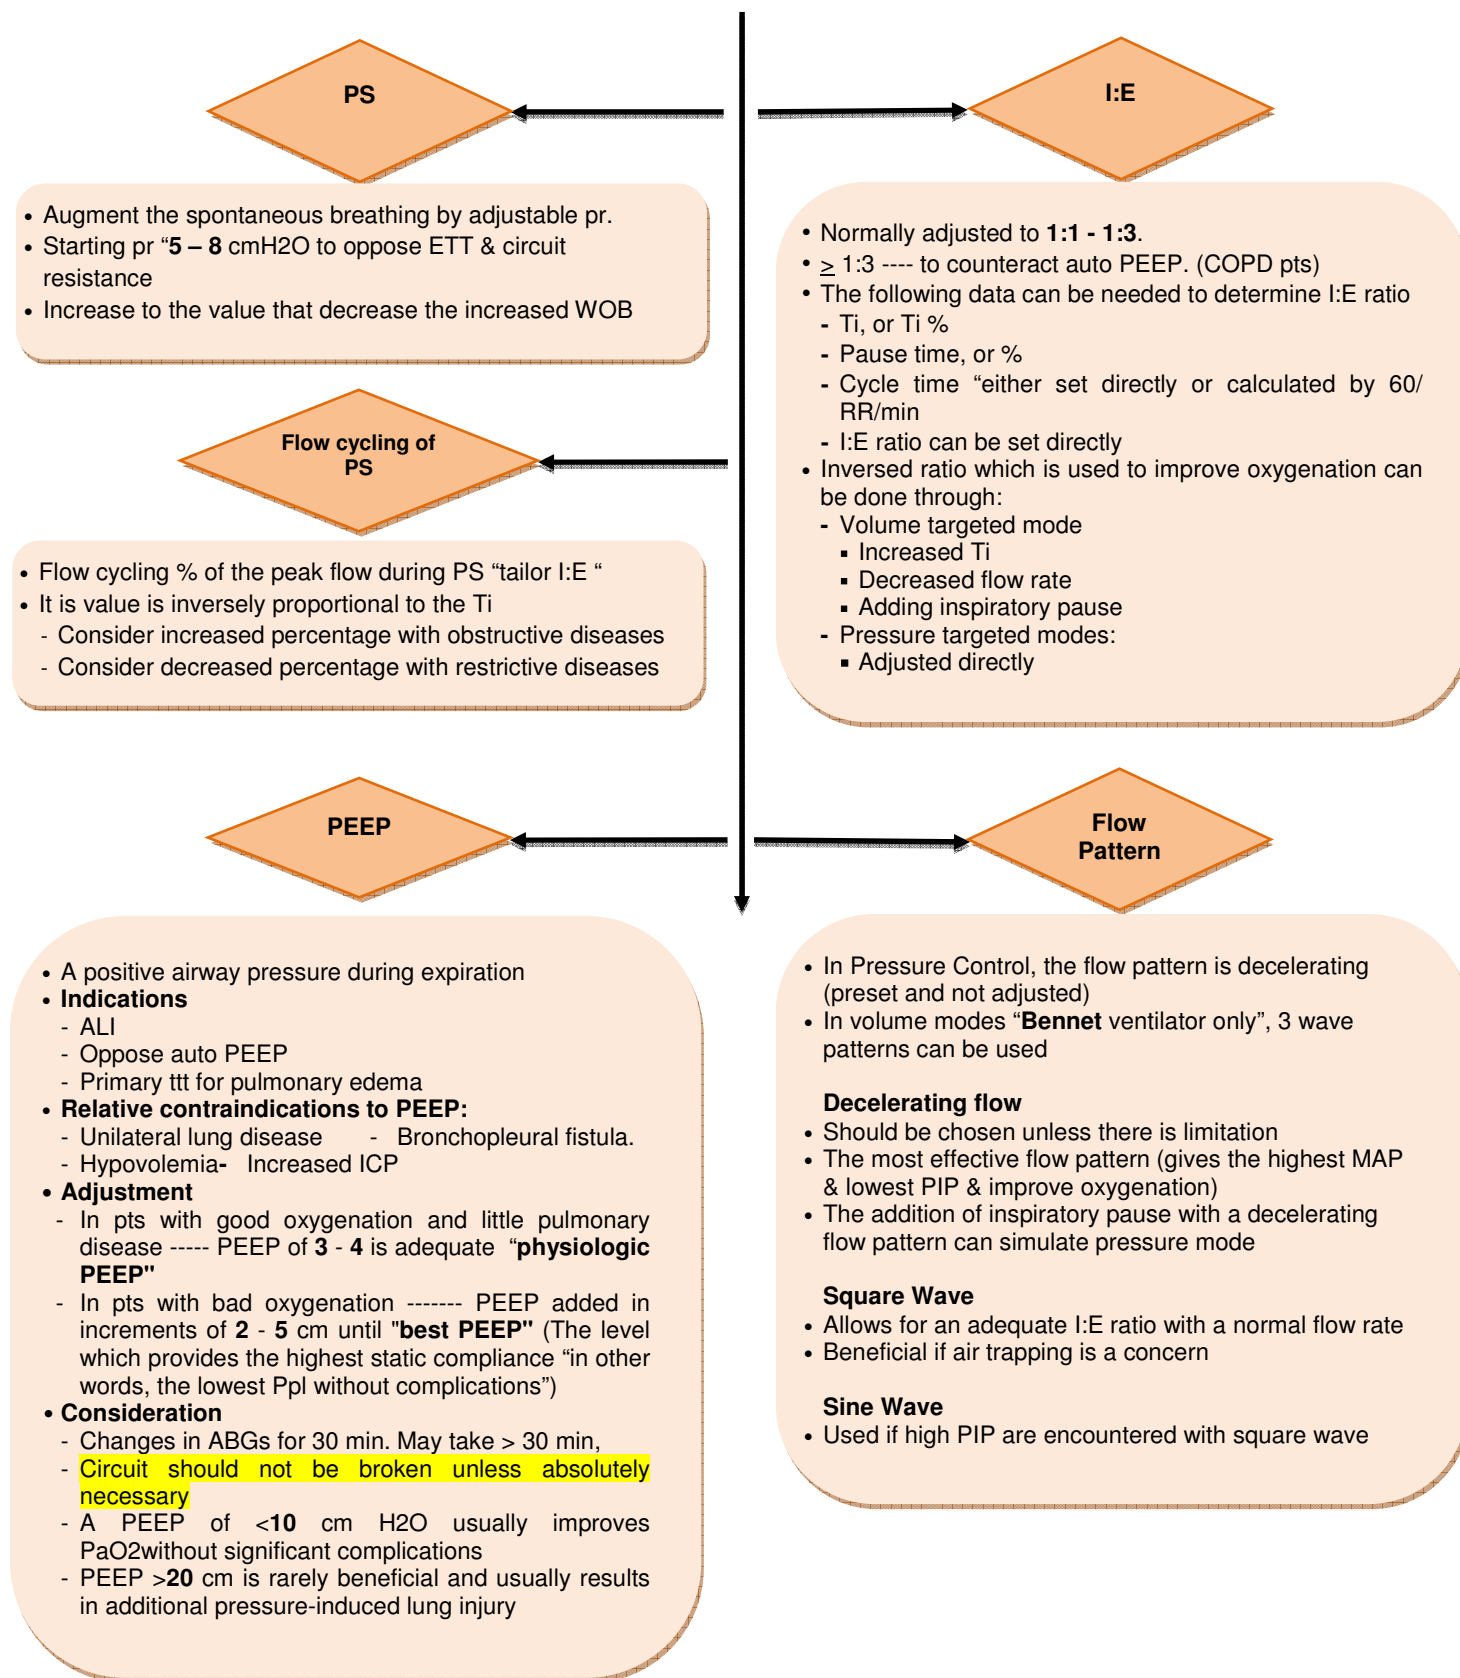 PS
• Augment the spontaneous breathing by adjustable pr.
• Starting pr “5 – 8 cmH2O to oppose ETT & circuit
resistance
• Increase to the value that decrease the increased WOB
Flow cycling of
PS
• Flow cycling % of the peak flow during PS “tailor I:E “
• It is value is inversely proportional to the Ti
- Consider increased percentage with obstructive diseases
- Consider decreased percentage with restrictive diseases
I:E
• Normally adjusted to 1:1 - 1:3.
• > 1:3 ---- to counteract auto PEEP. (COPD pts)
• The following data can be needed to determine I:E ratio
- Ti, or Ti %
- Pause time, or %
- Cycle time “either set directly or calculated by 60/
RR/min
- I:E ratio can be set directly
• Inversed ratio which is used to improve oxygenation can
be done through:
- Volume targeted mode
▪ Increased Ti
▪ Decreased flow rate
▪ Adding inspiratory pause
- Pressure targeted modes:
▪ Adjusted directly
PEEP
• A positive airway pressure during expiration
• Indications
- ALI
- Oppose auto PEEP
- Primary ttt for pulmonary edema
• Relative contraindications to PEEP:
- Unilateral lung disease - Bronchopleural fistula.
- Hypovolemia- Increased ICP
• Adjustment
- In pts with good oxygenation and little pulmonary
disease ----- PEEP of 3 - 4 is adequate “physiologic
PEEP"
- In pts with bad oxygenation ------- PEEP added in
increments of 2 - 5 cm until "best PEEP" (The level
which provides the highest static compliance “in other
words, the lowest Ppl without complications”)
• Consideration
- Changes in ABGs for 30 min. May take > 30 min,
- Circuit should not be broken unless absolutely
necessary
- A PEEP of <10 cm H2O usually improves
PaO2without significant complications
- PEEP >20 cm is rarely beneficial and usually results
in additional pressure-induced lung injury
Flow
Pattern
• In Pressure Control, the flow pattern is decelerating
(preset and not adjusted)
• In volume modes “Bennet ventilator only”, 3 wave
patterns can be used
Decelerating flow
• Should be chosen unless there is limitation
• The most effective flow pattern (gives the highest MAP
& lowest PIP & improve oxygenation)
• The addition of inspiratory pause with a decelerating
flow pattern can simulate pressure mode
Square Wave
• Allows for an adequate I:E ratio with a normal flow rate
• Beneficial if air trapping is a concern
Sine Wave
• Used if high PIP are encountered with square wave